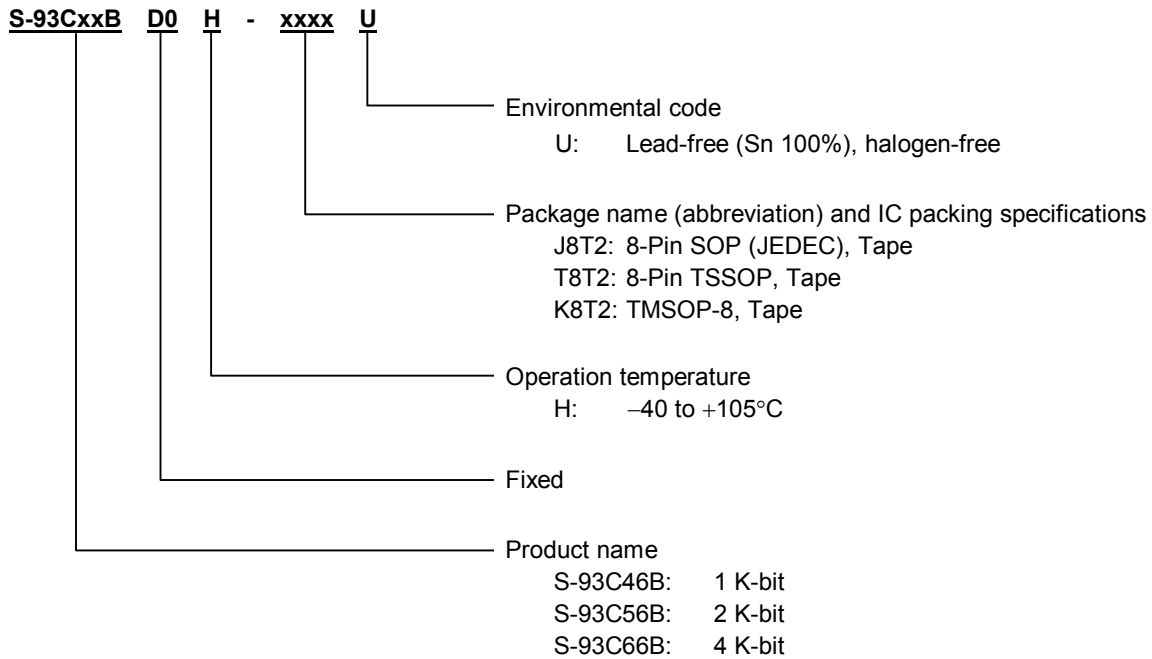 S-93CxxB D0 H - xxxx U
Environmental code
U: Lead-free (Sn 100%), halogen-free
Package name (abbreviation) and IC packing specifications
J8T2: 8-Pin SOP (JEDEC), Tape
T8T2: 8-Pin TSSOP, Tape
K8T2: TMSOP-8, Tape
Operation temperature
H: −40 to +105°C
Fixed
Product name
S-93C46B: 1 K-bit
S-93C56B: 2 K-bit
S-93C66B: 4 K-bit